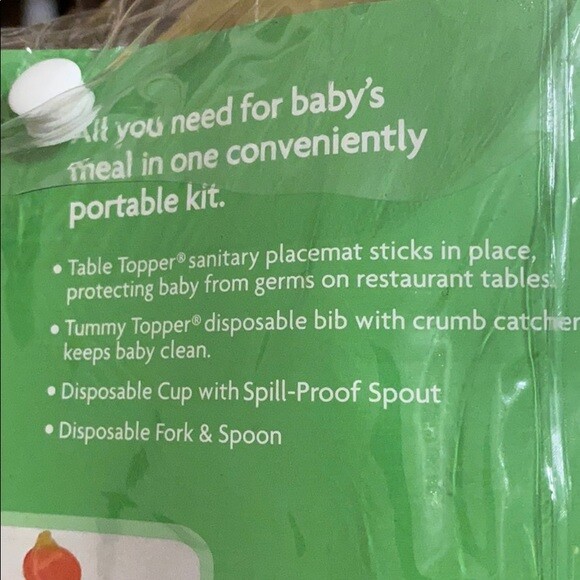 All you need for baby's
meal in one conveniently
portable kit.
• Table Topper® sanitary placemat sticks in place,
protecting baby from germs on restaurant tables.
• Tummy Topper® disposable bib with crumb catcher
keeps baby clean.
• Disposable Cup with Spill-Proof Spout
• Disposable Fork & Spoon